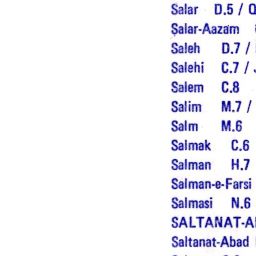 Salar D.5 /
Salar-Aazam
Saleh D.7 /
Salehi C.7 /
Salem C.8
Salim M.7 /
Salm M.6
Salmak C.6
Salman H.7
Salman-e-Farsi
Salmasi N.6
SALTANAT-A
Saltanat-Abad